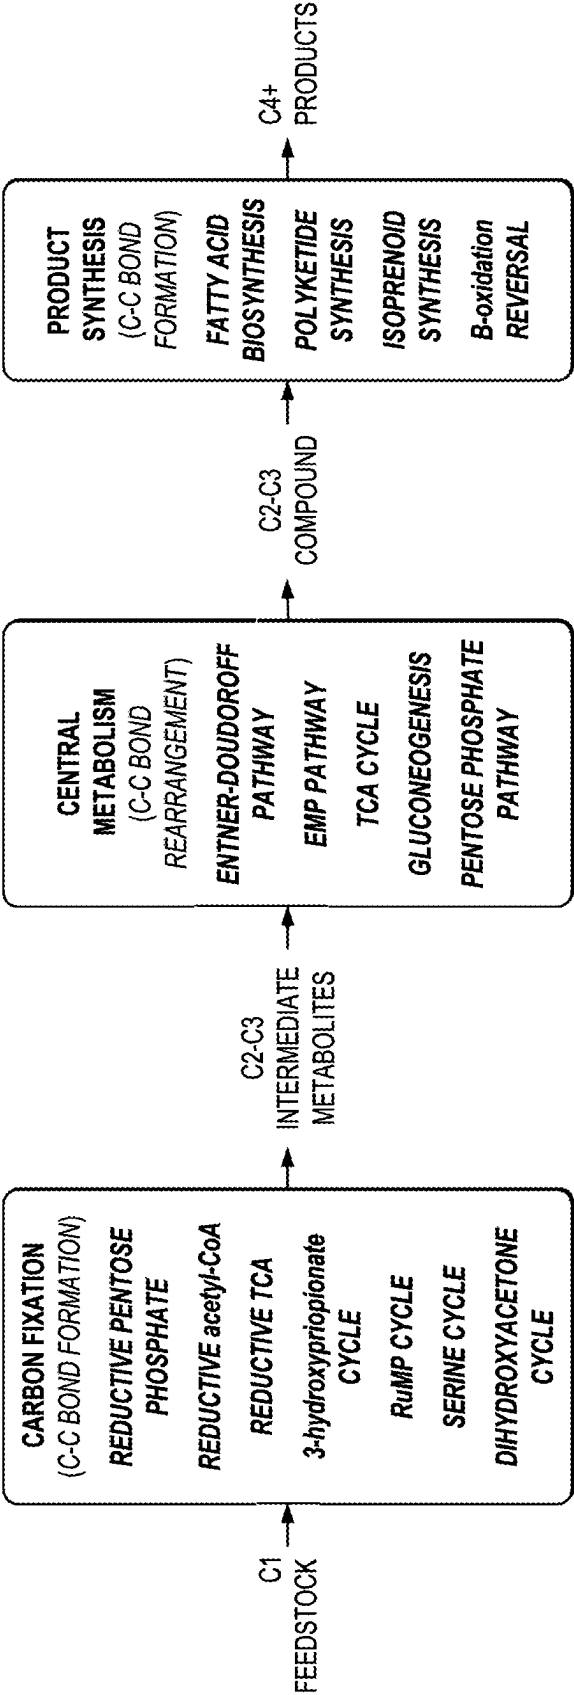 C1
FEEDSTOCK
CARBON FIXATION
(C-C BOND FORMATION)
REDUCTIVE PENTOSE
PHOSPHATE
REDUCTIVE acetyl-CoA
REDUCTIVE TCA
3-hydroxypriopionate
CYCLE
RuMP CYCLE
SERINE CYCLE
DIHYDROXYACETONE
CYCLE
C2-C3
INTERMEDIATE
METABOLITES
CENTRAL
METABOLISM
(C-C BOND
REARRANGEMENT)
ENTNER-DOUDOROFF
PATHWAY
EMP PATHWAY
TCA CYCLE
GLUCONEOGENESIS
PENTOSE PHOSPHATE
PATHWAY
C2-C3
COMPOUND
PRODUCT
SYNTHESIS
(C-C BOND
FORMATION)
FATTY ACID
BIOSYNTHESIS
POLYKETIDE
SYNTHESIS
ISOPRENOID
SYNTHESIS
B-oxidation
REVERSAL
C4+
PRODUCTS